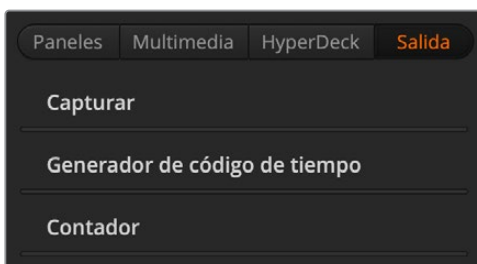 Paneles Multimedia HyperDeck Salida
Capturar
Generador de código de tiempo
Contador